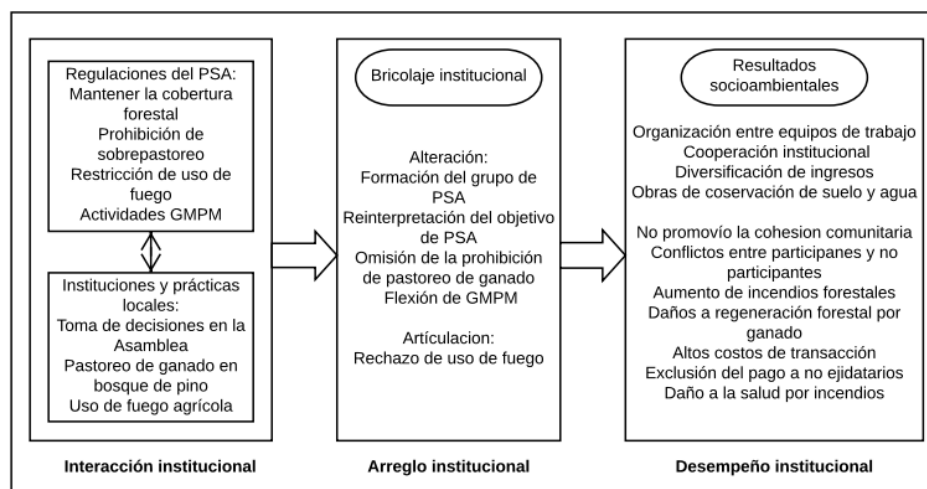 Regulaciones del PSA:
Mantener la cobertura
forestal
Prohibición de
sobrepastoreo
Restricción de uso de
fuego
Actividades GMPM
Instituciones y prácticas
locales:
Toma de decisiones en la
Asamblea
Pastoreo de ganado en
bosque de pino
Uso de fuego agrícola
Interacción institucional
Bricolaje institucional
Alteración:
Formación del grupo de
PSA
Reinterpretación del objetivo
de PSA
Omisión de la prohibición
de pastoreo de ganado
Flexión de GMPM
Artículacion:
Rechazo de uso de fuego
Arreglo institucional
Resultados
socioambientales
Organización entre equipos de trabajo
Cooperación institucional
Diversificación de ingresos
Obras de coservación de suelo y agua
No promovío la cohesion comunitaria
Conflictos entre participanes y no
participantes
Aumento de incendios forestales
Daños a regeneración forestal por
ganado
Altos costos de transacción
Exclusión del pago a no ejidatarios
Daño a la salud por incendios
Desempeño institucional